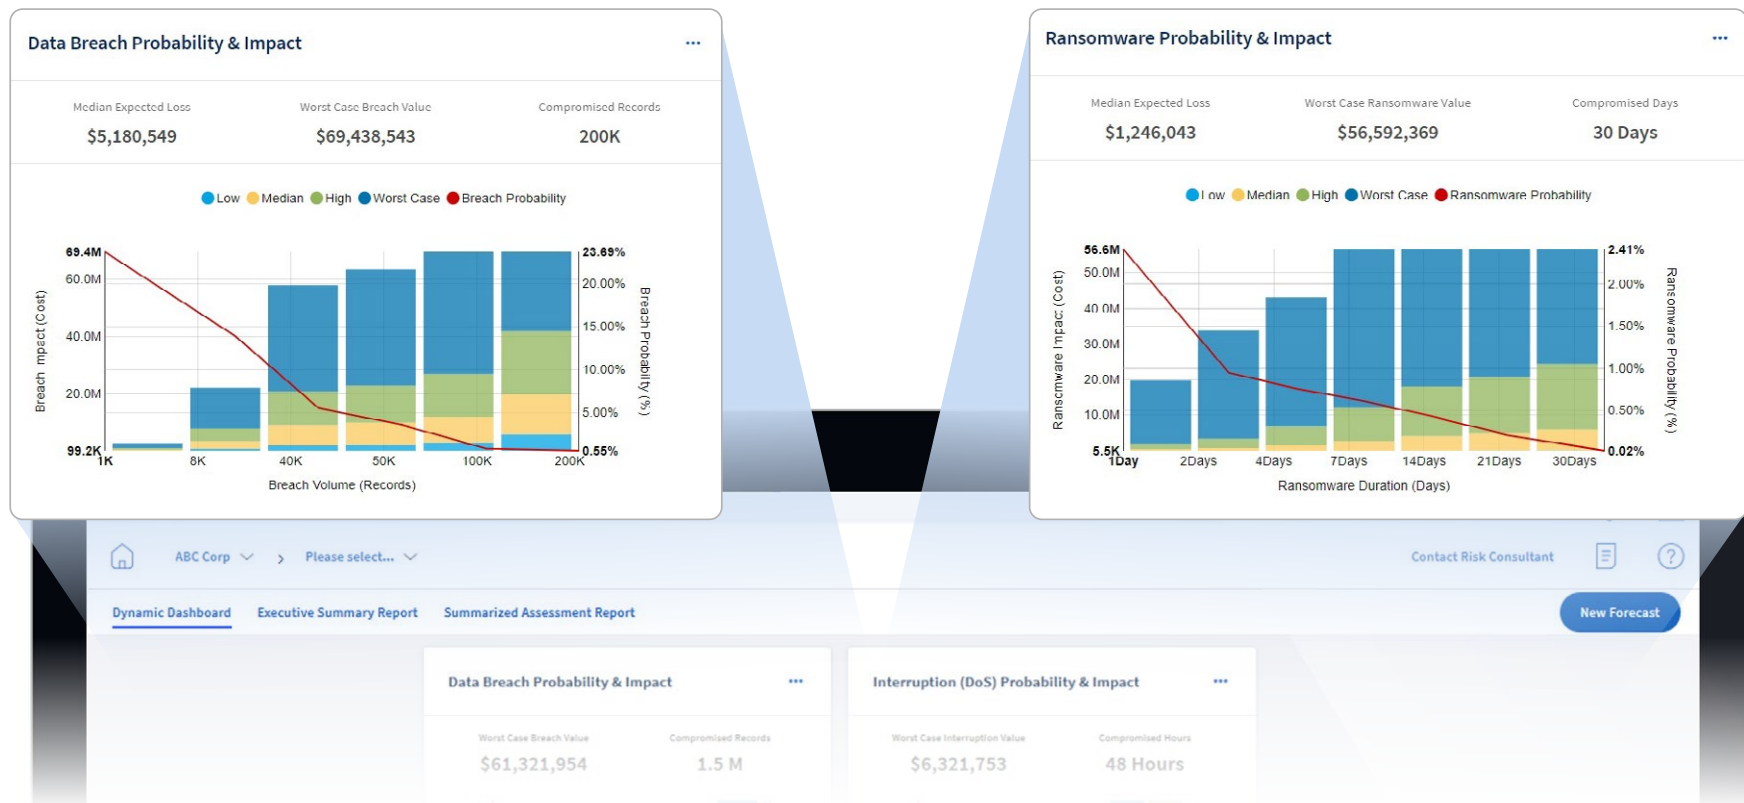 Data Breach Probability & Impact
Median Expected Loss Worst Case Breach Value Compromised Records
$5,180,549 $69,438,543 200K
Low Median High Worst Case Breach Probability
69.4M 23.69%
60.0M 20.00%
15.00%
40.0M
10.00%
20.0M
5.00%
99.2K 0.55%
Breach mpact (Cost)
Breach Probability (%)
1K 8K 40K 50K 100K 200K
Breach Volume (Records)
Ransomware Probability & Impact
Median Expected Loss Worst Case Ransomware Value Compromised Days
$1,246,043 $56,592,369 30 Days
Low Median High Worst Case Ransomware Probability
56.6M 2.41%
50.0M 2.00%
40.0M
1.50%
30.0M
1.00%
20.0M
0.50%
10.0M
5.5K 0.02%
Ransomware Impact (Cost)
Ransomware Probability (%)
1Day 2Days 4Days 7Days 14Days 21Days 30Days
Ransomware Duration (Days)
ABC Corp Please select... Contact Risk Consultant ?
Dynamic Dashboard Executive Summary Report Summarized Assessment Report New Forecast
Data Breach Probability & Impact
Worst Case Breach Value Compromised Records
$61,321,954 1.5 M
Interruption (DoS) Probability & Impact
Worst Case Interruption Value Compromised Hours
$6,321,753 48 Hours